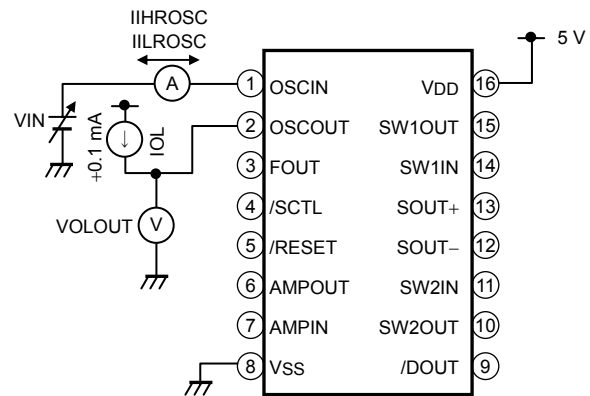 IIHROSC
IILROSC
5 V
A
1 OSCIN
VDD 16
VIN
+0.1 mA
↓
IOL
2 OSCOUT
SW1OUT 15
3 FOUT
SW1IN 14
VOLOUT V
4 /SCTL
SOUT+ 13
5 /RESET
SOUT− 12
6 AMPOUT
SW2IN 11
7 AMPIN
SW2OUT 10
8 VSS
/DOUT 9